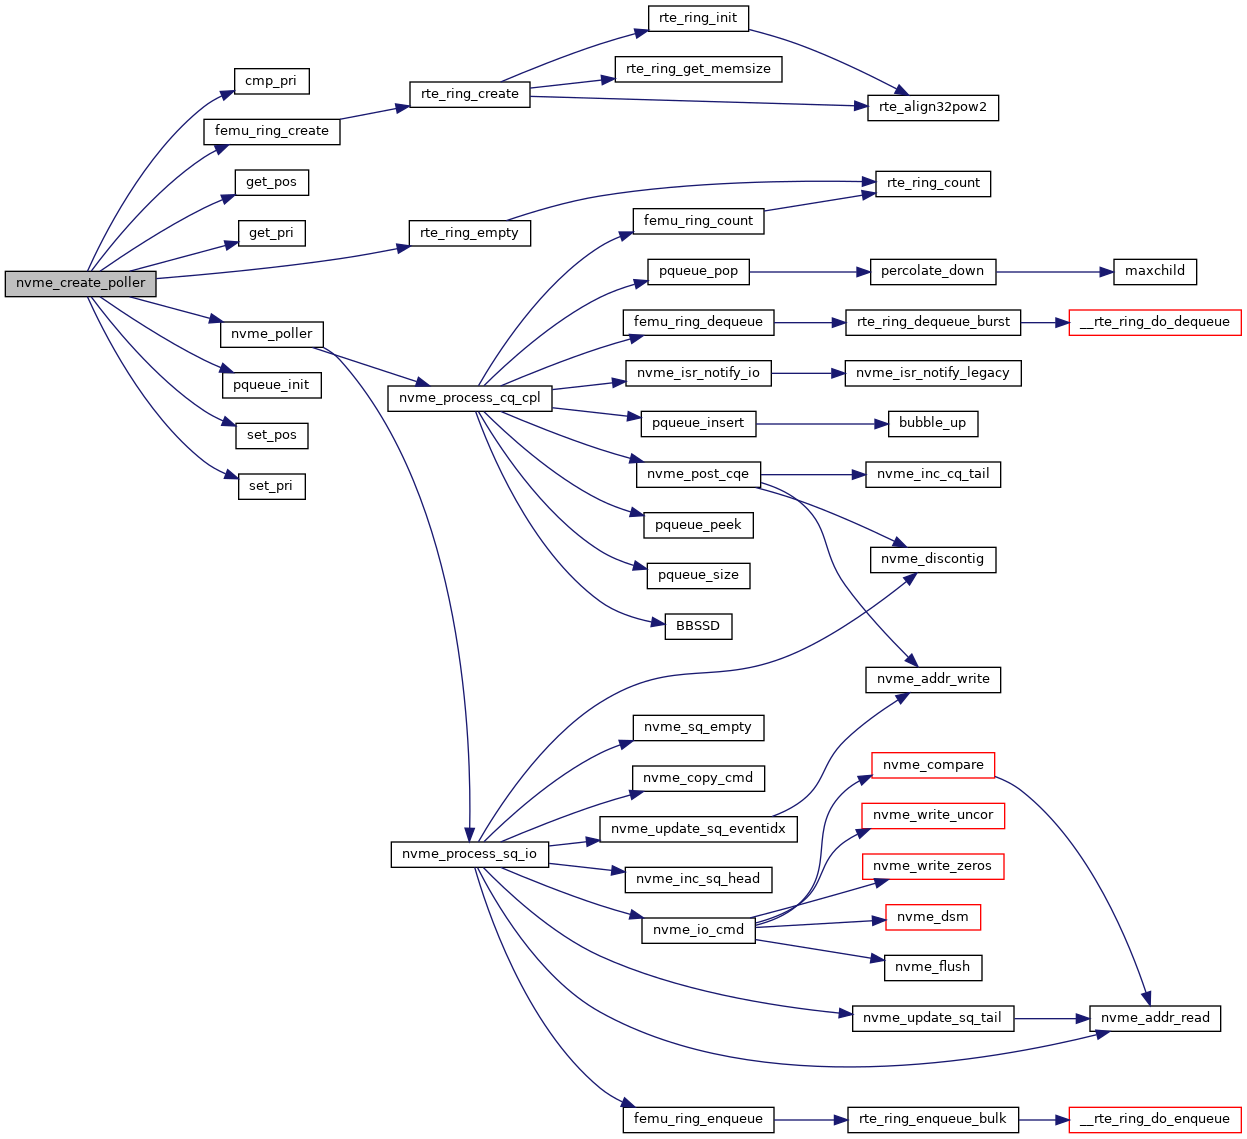 rte_ring_init
rte_ring_get_memsize
cmp_pri
rte_ring_create
rte_align32pow2
femu_ring_create
get_pos
rte_ring_count
femu_ring_count
get_pri
rte_ring_empty
pqueue_pop
percolate_down
maxchild
nvme_create_poller
femu_ring_dequeue
rte_ring_dequeue_burst
__rte_ring_do_dequeue
nvme_poller
nvme_isr_notify_io
nvme_isr_notify_legacy
pqueue_init
nvme_process_cq_cpl
pqueue_insert
bubble_up
set_pos
nvme_post_cqe
nvme_inc_cq_tail
set_pri
pqueue_peek
nvme_discontig
pqueue_size
BBSSD
nvme_addr_write
nvme_sq_empty
nvme_compare
nvme_copy_cmd
nvme_write_uncor
nvme_update_sq_eventidx
nvme_process_sq_io
nvme_write_zeros
nvme_inc_sq_head
nvme_dsm
nvme_io_cmd
nvme_flush
nvme_update_sq_tail
nvme_addr_read
femu_ring_enqueue
rte_ring_enqueue_bulk
__rte_ring_do_enqueue